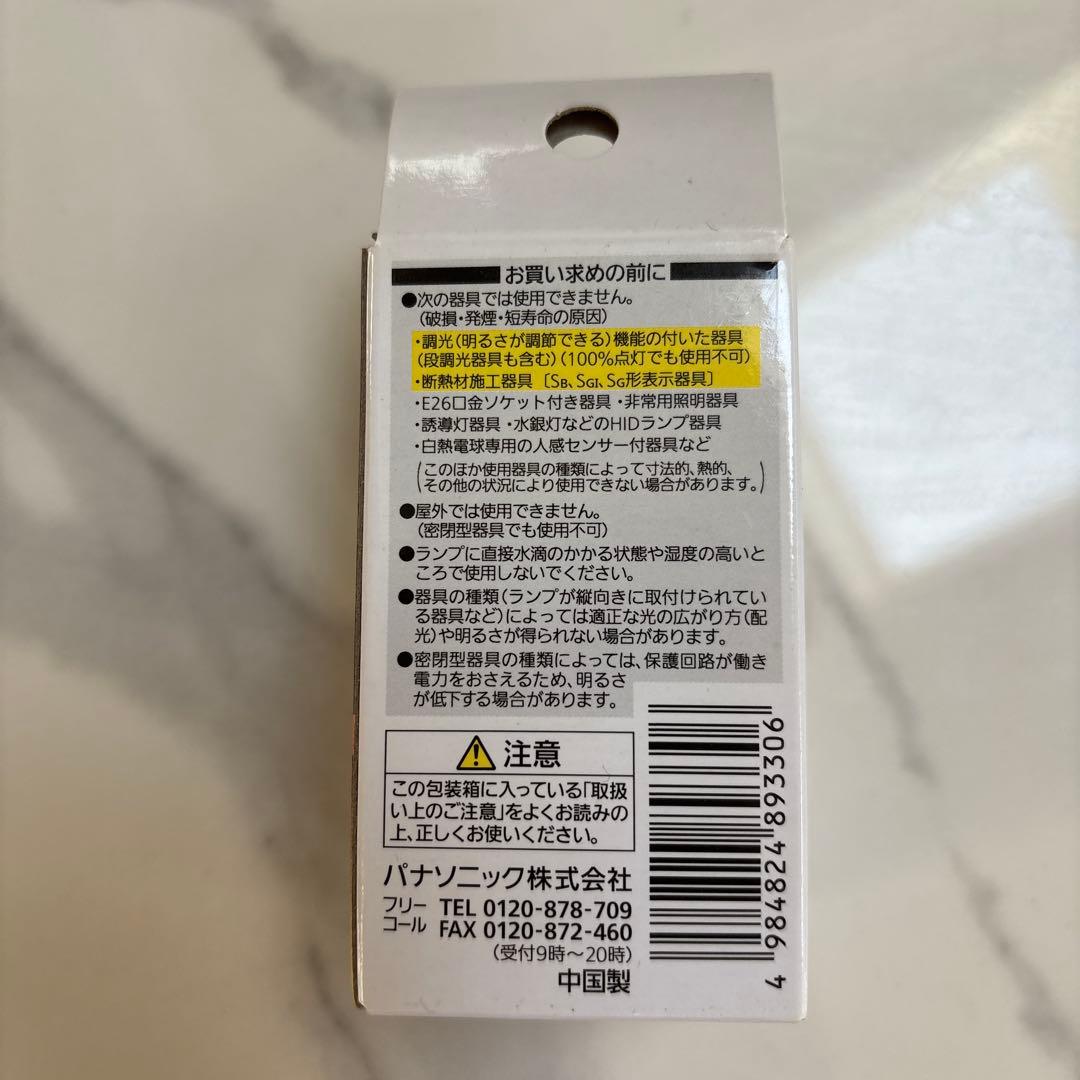 お買い求めの前に
●次の器具では使用できません。
(破損・発煙・短寿命の原因)
・調光(明るさが調節できる)機能の付いた器具
(段調光器具も含む)(100%点灯でも使用不可)
・断熱材施工器具〔SB、SGI、SG形表示器具〕
・E26口金ソケット付き器具・非常用照明器具
・誘導灯器具・水銀灯などのHIDランプ器具
・白熱電球専用の人感センサー付器具など
(このほか使用器具の種類によって寸法的、熱的、
その他の状況により使用できない場合があります。)
●屋外では使用できません。
(密閉型器具でも使用不可)
●ランプに直接水滴のかかる状態や湿度の高いと
ころで使用しないでください。
●器具の種類(ランプが縦向きに取付けられてい
る器具など)によっては適正な光の広がり方(配
光)や明るさが得られない場合があります。
●密閉型器具の種類によっては、保護回路が働き
電力をおさえるため、明るさ
が低下する場合があります。
注意
この包装箱に入っている「取扱
い上のご注意」をよくお読みの
上、正しくお使いください。
パナソニック株式会社
フリー
コール
TEL 0120-878-709
FAX 0120-872-460
(受付9時〜20時)
中国製
4 984824 893306